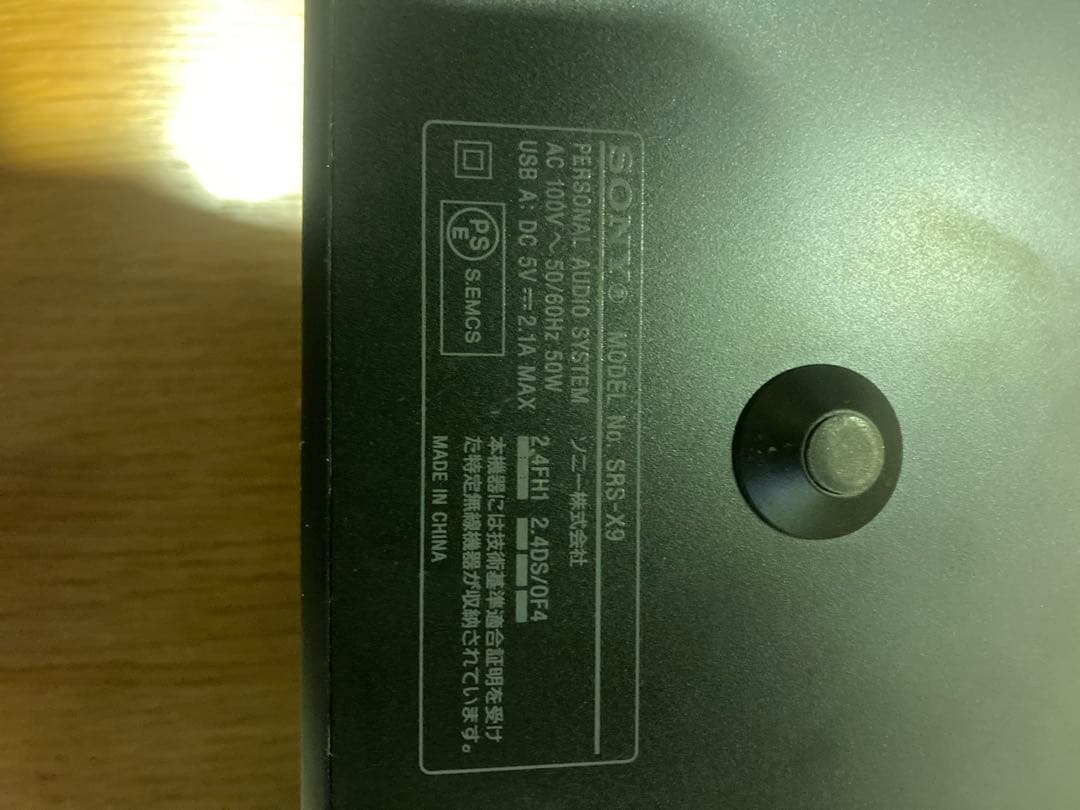 SONY® MODEL No. SRS-X9
PERSONAL AUDIO SYSTEM
AC 100V～50/60Hz 50W
USB A: DC 5V⎓2.1A MAX
PS
E
S.EMCS
ソニー株式会社
2.4FH1 2.4DS/OF4
本機器には技術基準適合証明を受け
た特定無線機器が収納されています。
MADE IN CHINA